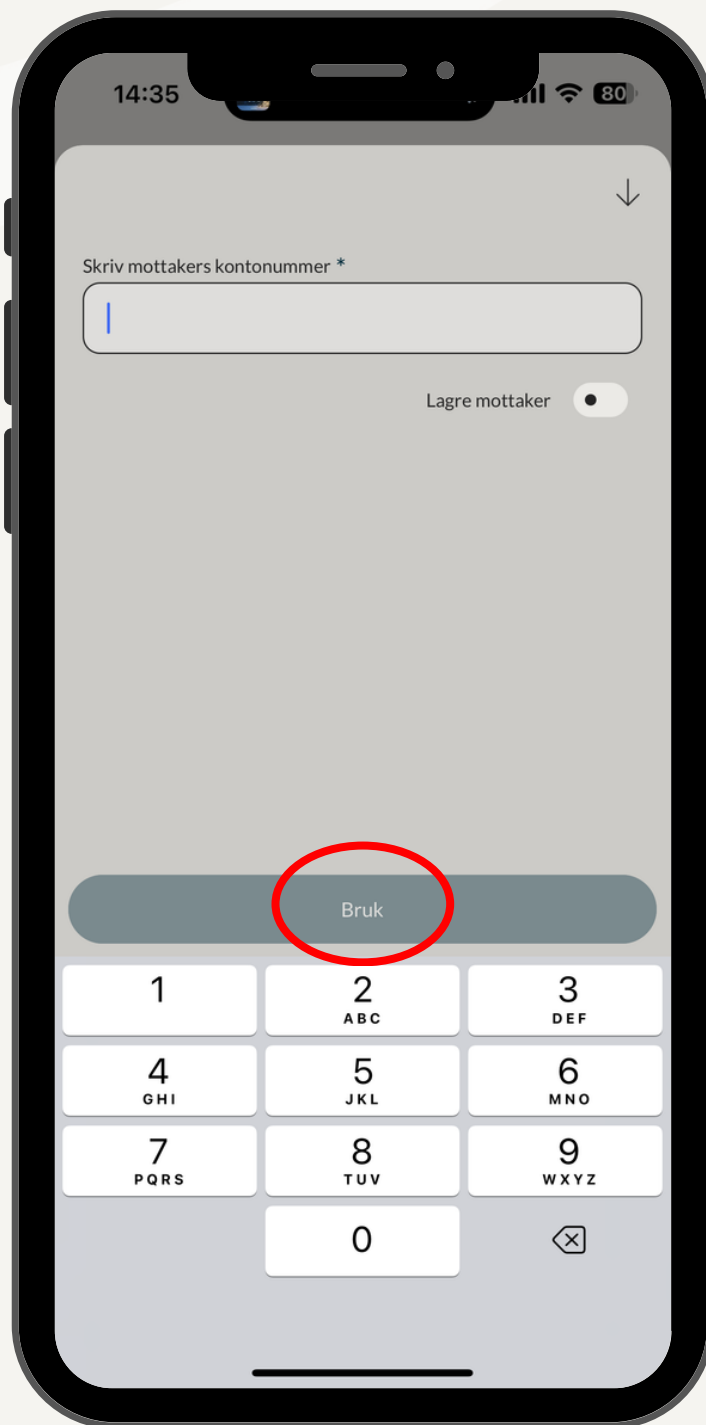 14:35
80
Skriv mottakers kontonummer *
Lagre mottaker
Bruk
1
2
ABC
3
DEF
4
GHI
5
JKL
6
MNO
7
PQRS
8
TUV
9
WXYZ
0